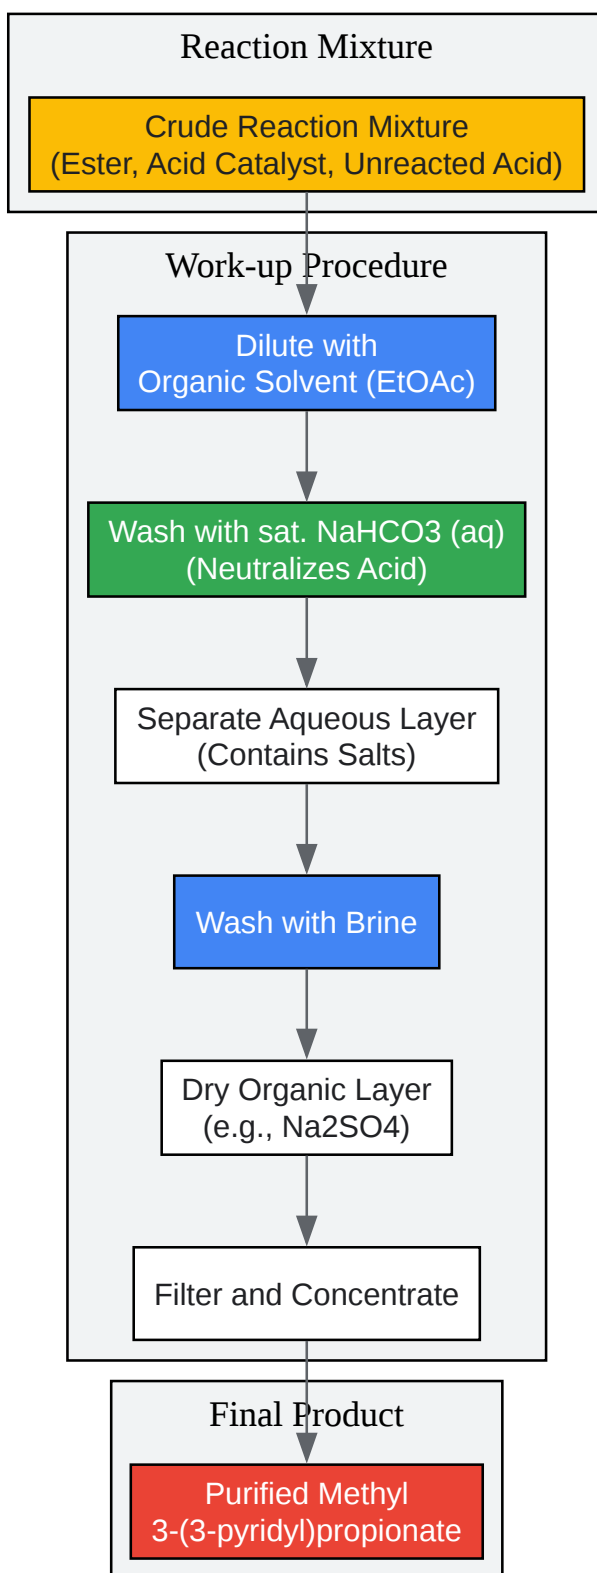 Reaction Mixture
Crude Reaction Mixture
(Ester, Acid Catalyst, Unreacted Acid)
Work-up Procedure
Dilute with
Organic Solvent (EtOAc)
Wash with sat. NaHCO3 (aq)
(Neutralizes Acid)
Separate Aqueous Layer
(Contains Salts)
Wash with Brine
Dry Organic Layer
(e.g., Na2SO4)
Filter and Concentrate
Final Product
Purified Methyl
3-(3-pyridyl)propionate